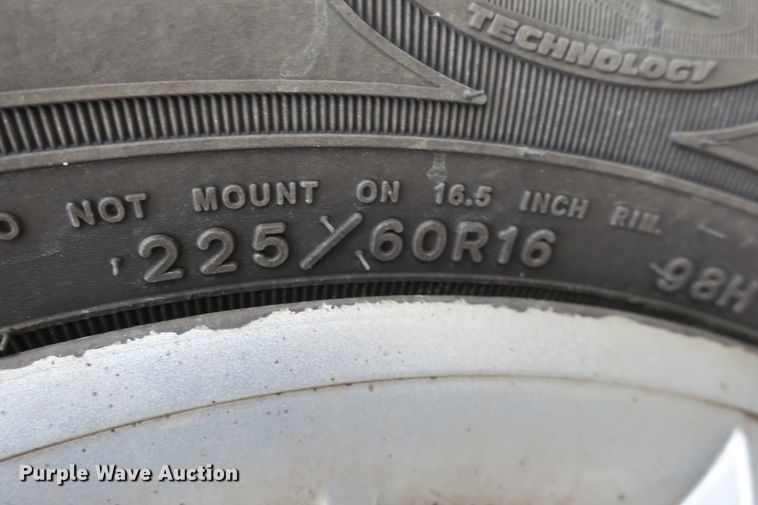 TECHNOLOGY
O NOT MOUNT ON 16.5 INCH RIM.
225/60R16 98H
Purple Wave Auction